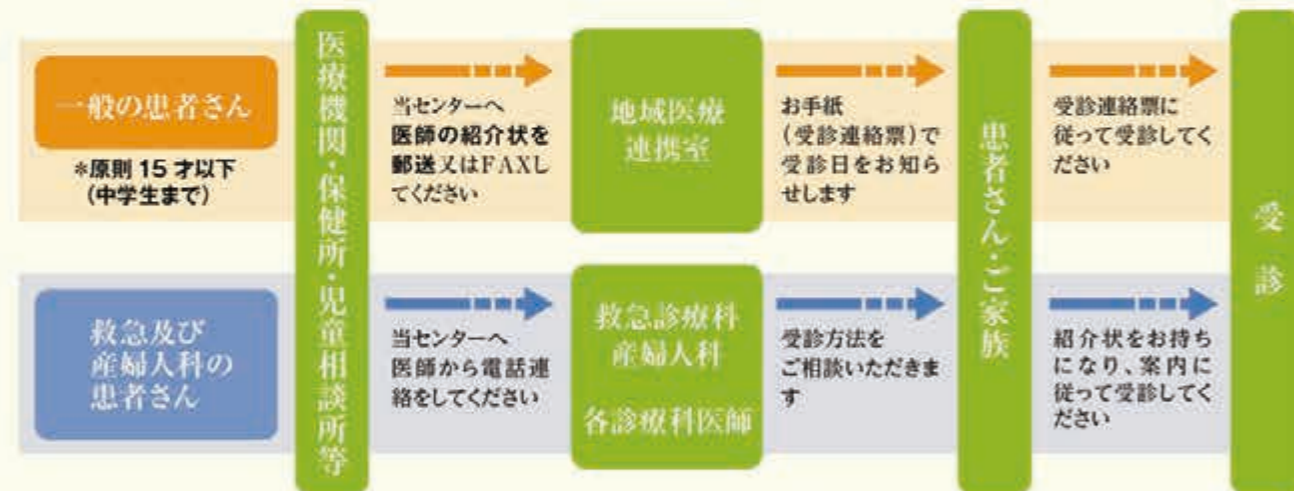 一般の患者さん
*原則 15 才以下
(中学生まで)
医療機関・保健所・児童相談所等
当センターへ
医師の紹介状を
郵送又はFAXし
てください
地域医療
連携室
お手紙
(受診連絡票)で
受診日をお知ら
せします
患者さん・ご家族
受診連絡票に
従って受診してく
ださい
受診
救急及び
産婦人科の
患者さん
当センターへ
医師から電話連
絡をしてください
救急診療科
産婦人科
各診療科医師
受診方法を
ご相談いただきま
す
紹介状をお持ち
になり、案内に
従って受診してく
ださい